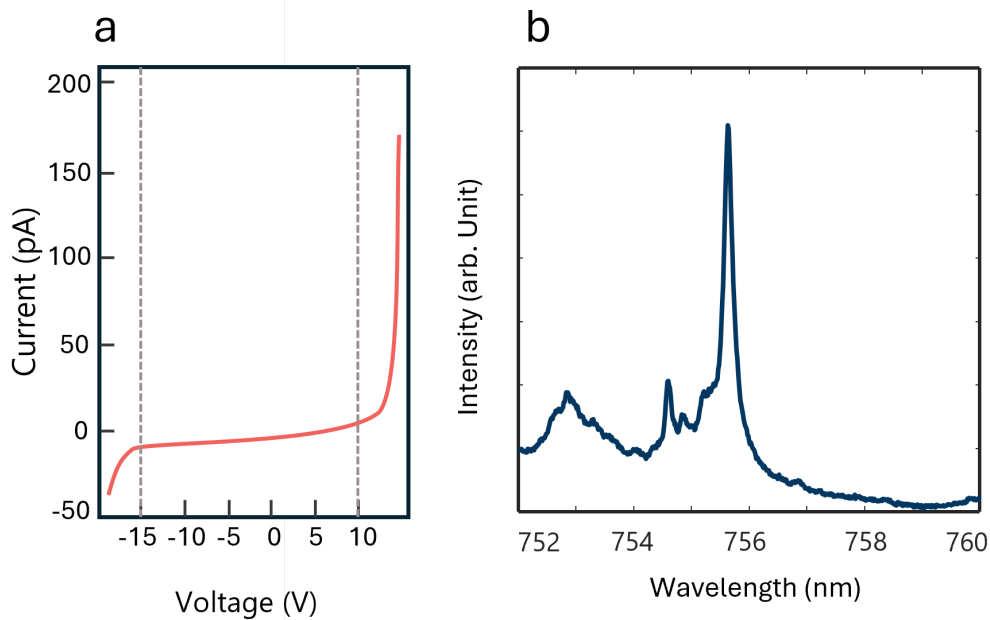 a
Current (pA)
200
150
100
50
0
-50
-15 -10 -5 0 5 10
Voltage (V)
b
Intensity (arb. Unit)
752 754 756 758 760
Wavelength (nm)